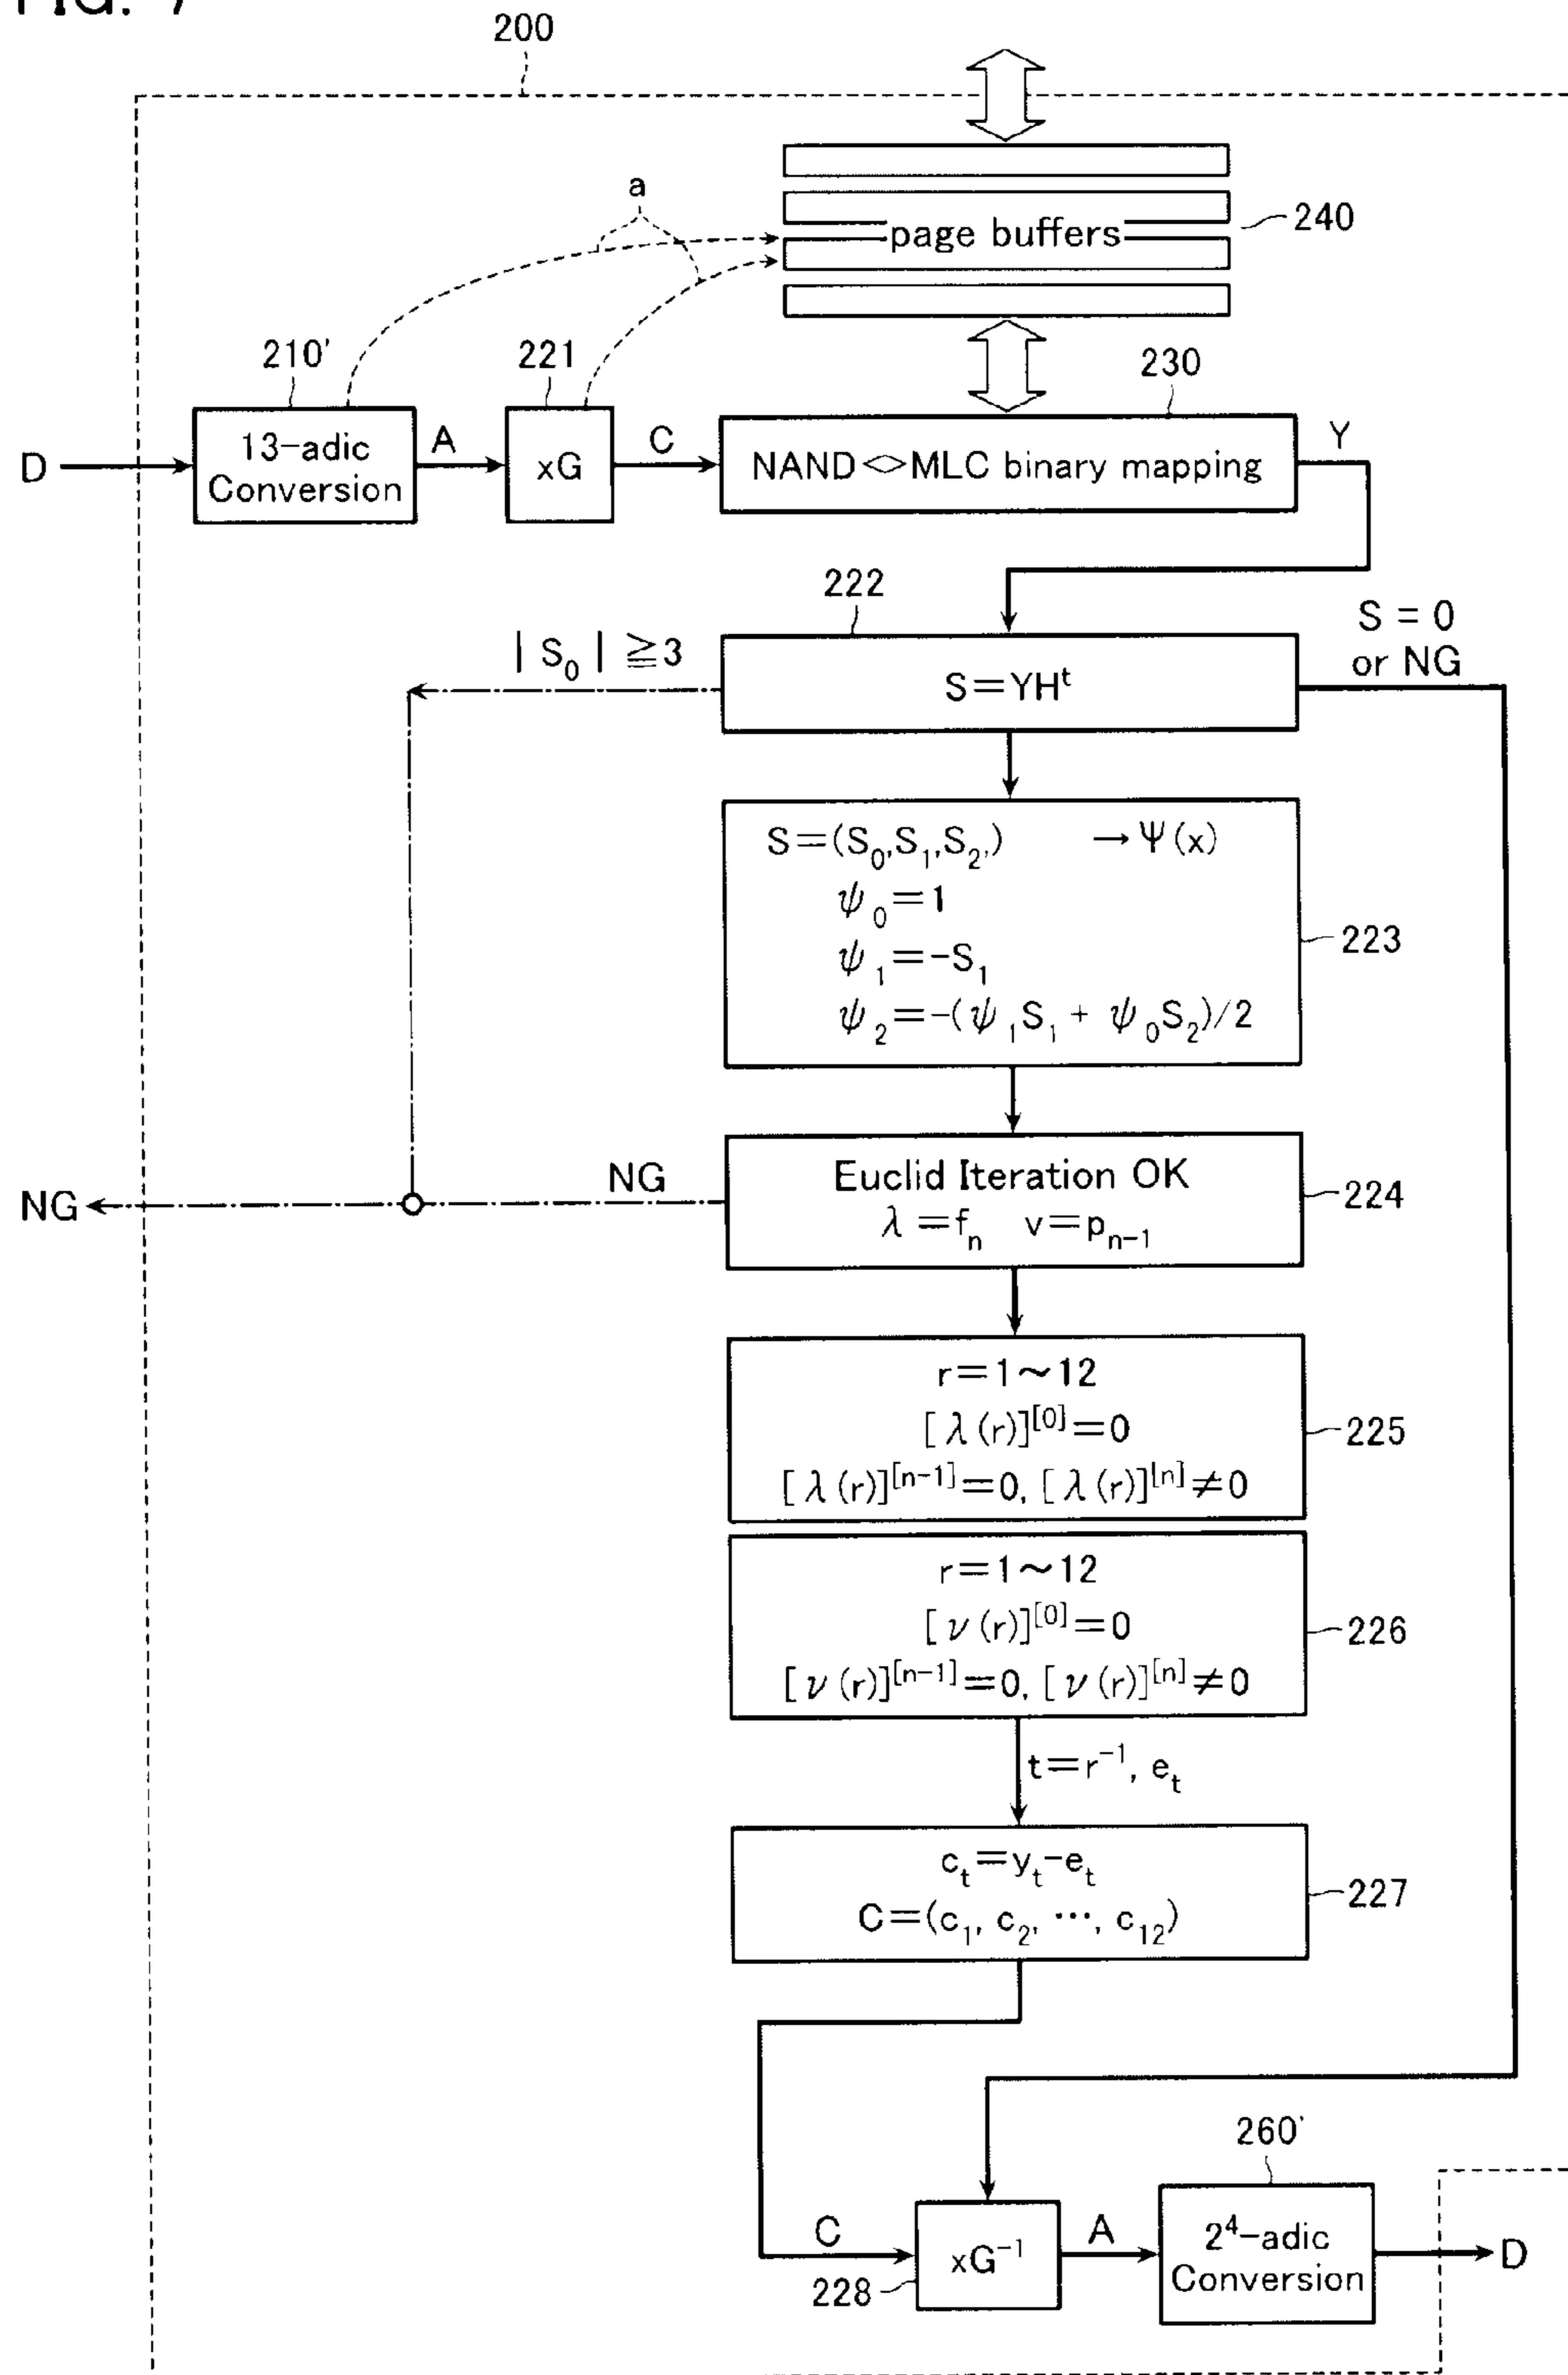 FIG. 7
200
a
page buffers
240
210'
221
230
D
13-adic
Conversion
A
xG
C
NAND<>MLC binary mapping
Y
222
| S₀ | ≧3
S=YHᵗ
S = 0
or NG
S=(S₀,S₁,S₂,) →Ψ(x)
ψ₀=1
ψ₁=-S₁
ψ₂=-(ψ₁S₁ + ψ₀S₂)/2
223
NG
NG
Euclid Iteration OK
λ=fₙ v=pₙ₋₁
224
r=1~12
[λ(r)]^[0]=0
[λ(r)]^[n-1]=0, [λ(r)]^[n]≠0
225
r=1~12
[ν(r)]^[0]=0
[ν(r)]^[n-1]=0, [ν(r)]^[n]≠0
226
t=r⁻¹, eₜ
cₜ=yₜ-eₜ
C=(c₁, c₂, ···, c₁₂)
227
260'
C
xG⁻¹
228
A
2⁴-adic
Conversion
D